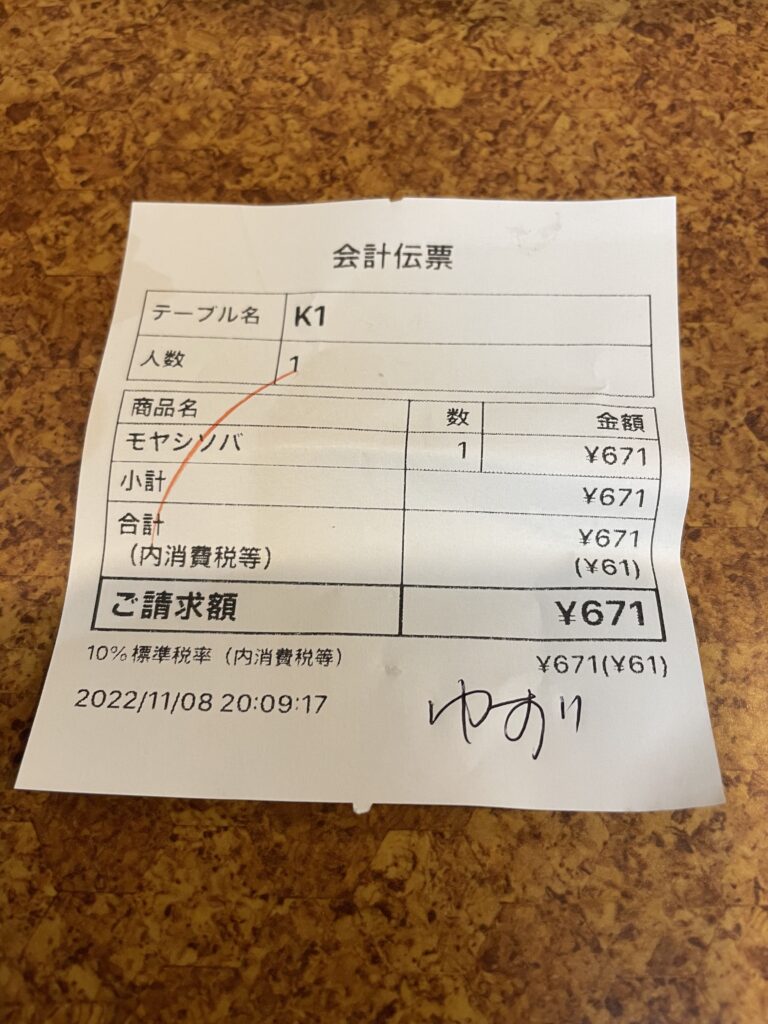 会計伝票
テーブル名 K1
人数 1
商品名 数 金額
モヤシソバ 1 ¥671
小計 ¥671
合計 ¥671
(内消費税等) (¥61)
ご請求額 ¥671
10%標準税率 (内消費税等) ¥671(¥61)
2022/11/08 20:09:17